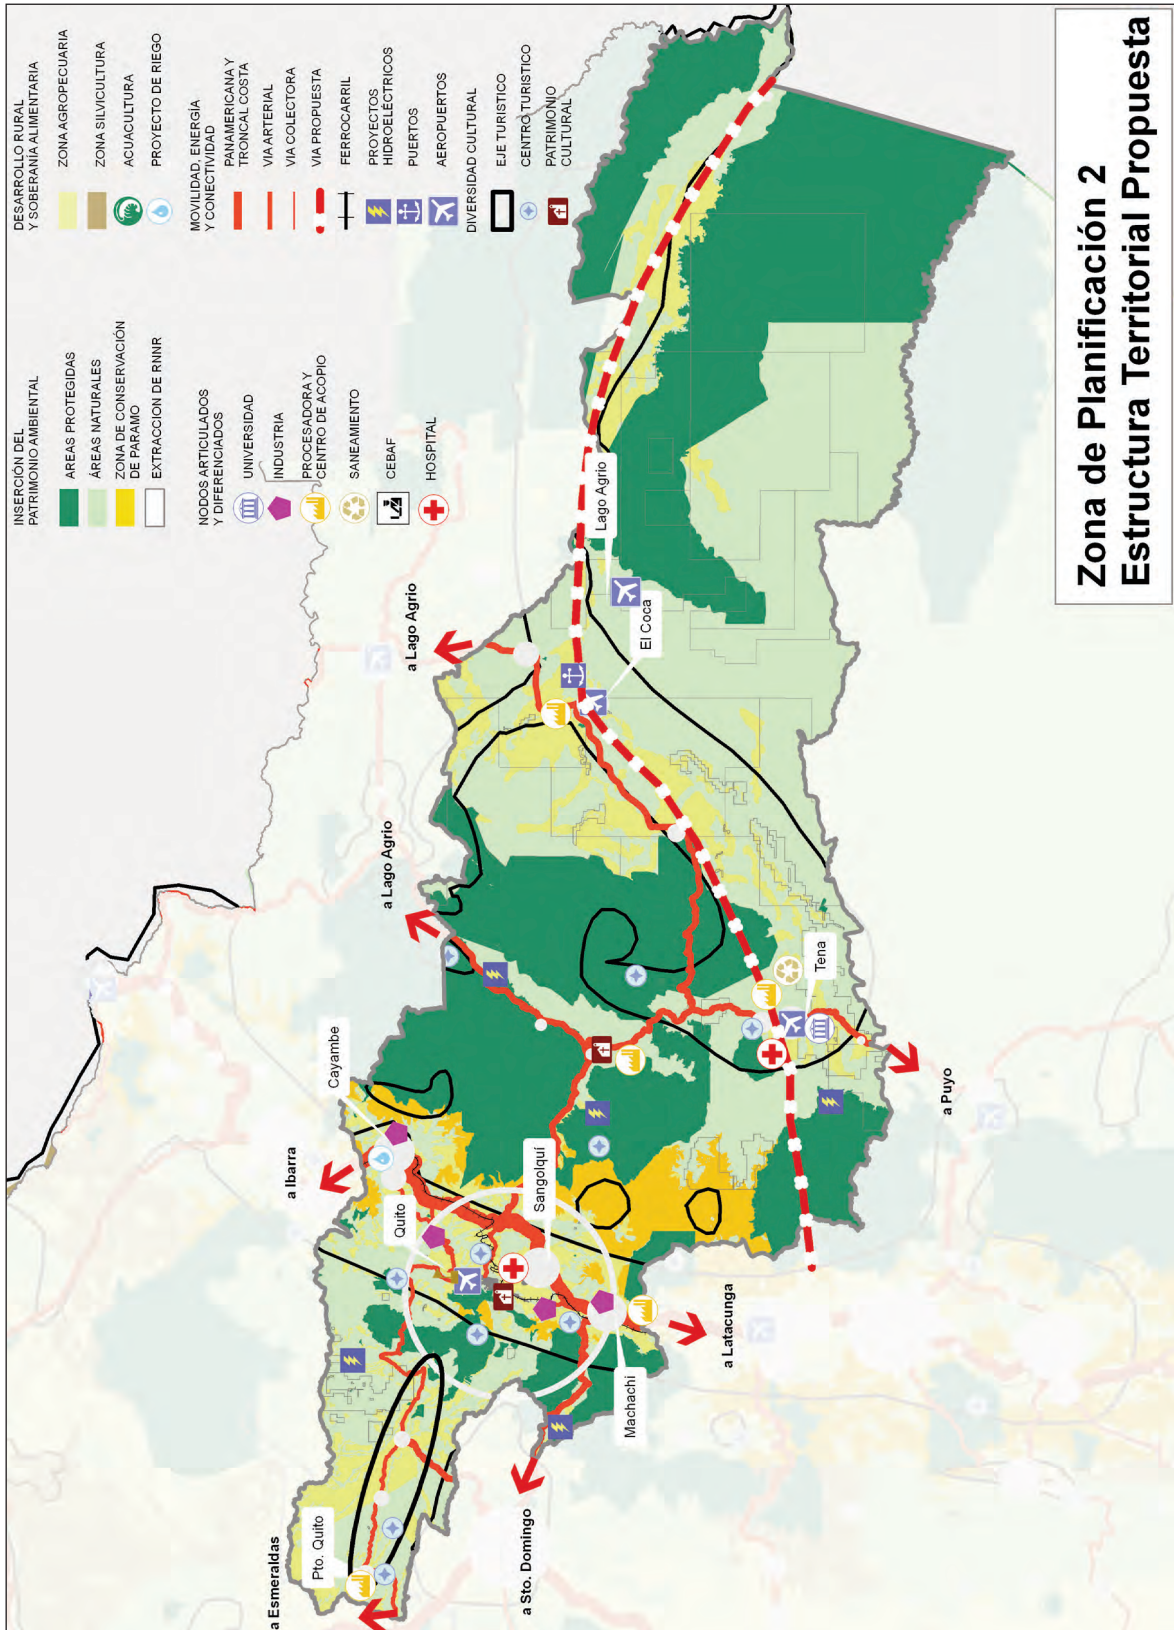 INSERCIÓN DEL
PATRIMONIO AMBIENTAL
AREAS PROTEGIDAS
ÁREAS NATURALES
ZONA DE CONSERVACIÓN
DE PARAMO
EXTRACCION DE RNNR
NODOS ARTICULADOS
Y DIFERENCIADOS
UNIVERSIDAD
INDUSTRIA
PROCESADORA Y
CENTRO DE ACOPIO
SANEAMIENTO
CEBAF
HOSPITAL
DESARROLLO RURAL
Y SOBERANÍA ALIMENTARIA
ZONA AGROPECUARIA
ZONA SILVICULTURA
ACUACULTURA
PROYECTO DE RIEGO
MOVILIDAD, ENERGÍA
Y CONECTIVIDAD
PANAMERICANA Y
TRONCAL COSTA
VIA ARTERIAL
VIA COLECTORA
VIA PROPUESTA
FERROCARRIL
PROYECTOS
HIDROELÉCTRICOS
PUERTOS
AEROPUERTOS
DIVERSIDAD CULTURAL
EJE TURISTICO
CENTRO TURISTICO
PATRIMONIO
CULTURAL
a Esmeraldas
Pto. Quito
a Sto. Domingo
a Ibarra
Quito
Cayambe
Sangolquí
Machachi
a Latacunga
a Lago Agrio
a Lago Agrio
El Coca
Lago Agrio
Tena
a Puyo
Zona de Planificación 2
Estructura Territorial Propuesta